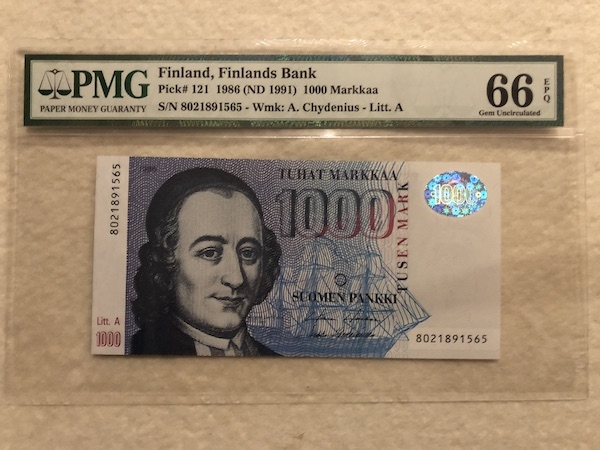 PMG
PAPER MONEY GUARANTY
Finland, Finlands Bank
Pick# 121 1986 (ND 1991) 1000 Markkaa
S/N 8021891565 - Wmk: A. Chydenius - Litt. A
66 EPQ
Gem Uncirculated
8021891565
TUHAT MARKKAA
1000
TUSEN MARK
1000
SUOMEN PANKKI
Litt. A
1000
8021891565